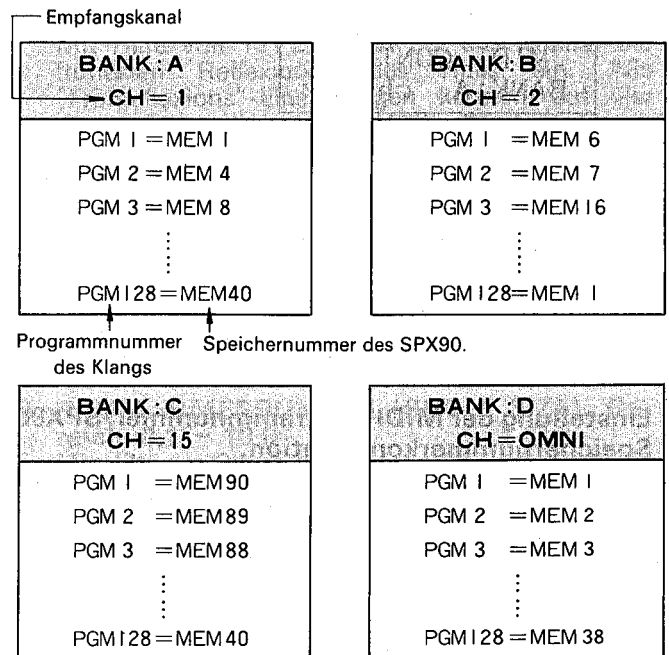 Empfangskanal
BANK:A
CH=1
PGM 1=MEM 1
PGM 2=MEM 4
PGM 3=MEM 8
PGM128=MEM40
Programmnummer des Klangs
Speichernummer des SPX90.
BANK:B
CH=2
PGM 1 =MEM 6
PGM 2 =MEM 7
PGM 3 =MEM16
PGM128=MEM 1
BANK:C
CH=15
PGM 1 =MEM90
PGM 2 =MEM89
PGM 3 =MEM88
PGM128=MEM40
BANK:D
CH=OMNI
PGM 1 =MEM 1
PGM 2 =MEM 2
PGM 3 =MEM 3
PGM128=MEM38